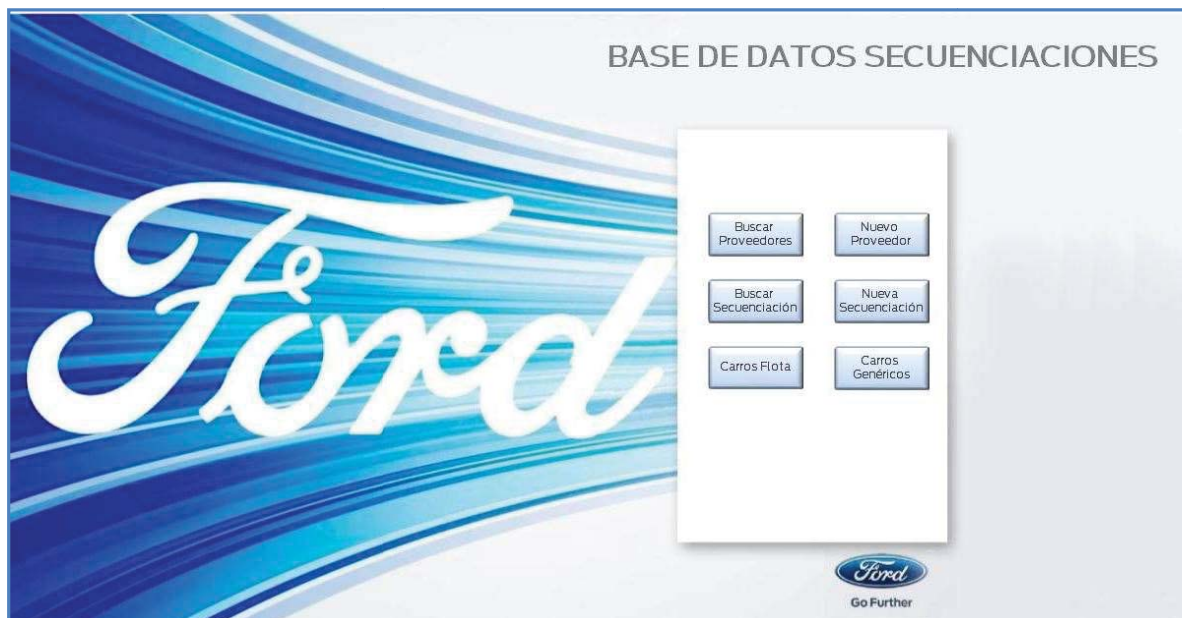 BASE DE DATOS SECUENCIACIONES
Ford
Buscar
Proveedores
Nuevo
Proveedor
Buscar
Secuenciación
Nueva
Secuenciación
Carros Flota
Carros
Genéricos
Ford
Go Further